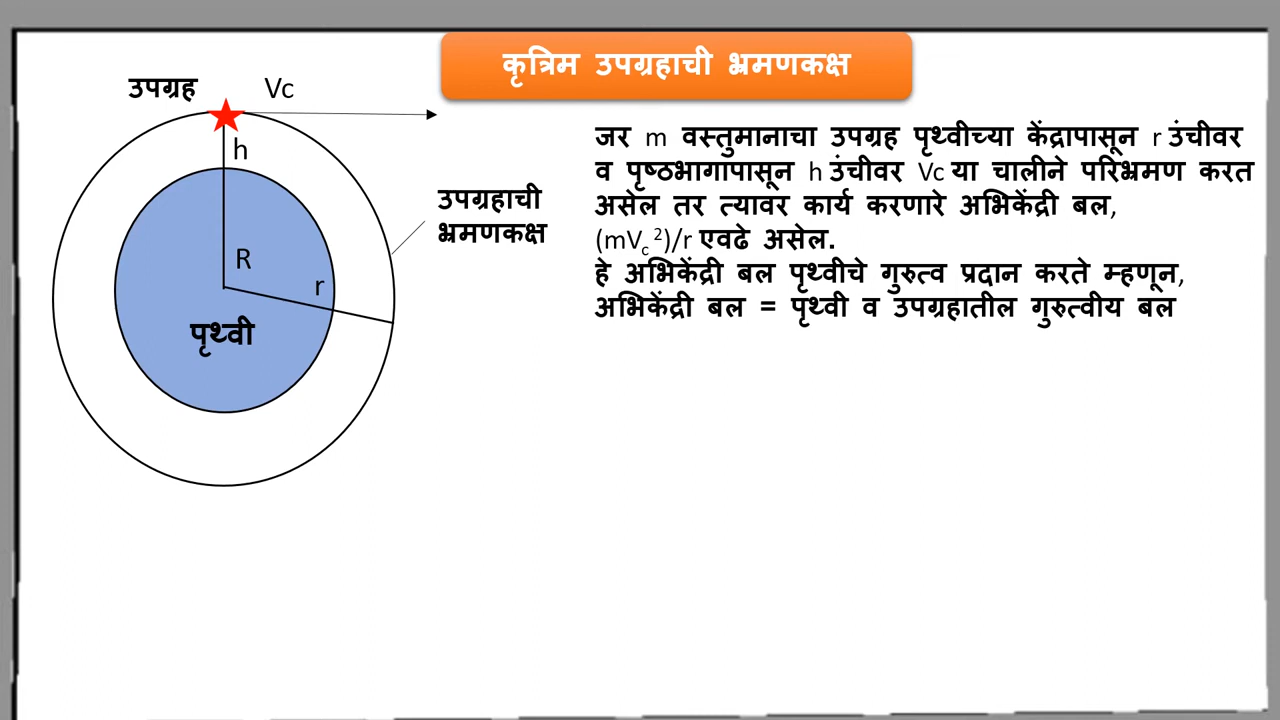 कृत्रिम उपग्रहाची भ्रमणकक्ष
उपग्रह
Vc
h
उपग्रहाची
भ्रमणकक्ष
R
r
पृथ्वी
जर m वस्तुमानाचा उपग्रह पृथ्वीच्या केंद्रापासून r उंचीवर
व पृष्ठभागापासून h उंचीवर Vc या चालीने परिभ्रमण करत
असेल तर त्यावर कार्य करणारे अभिकेंद्री बल,
(mV꜀²)/r एवढे असेल.
हे अभिकेंद्री बल पृथ्वीचे गुरुत्व प्रदान करते म्हणून,
अभिकेंद्री बल = पृथ्वी व उपग्रहातील गुरुत्वीय बल